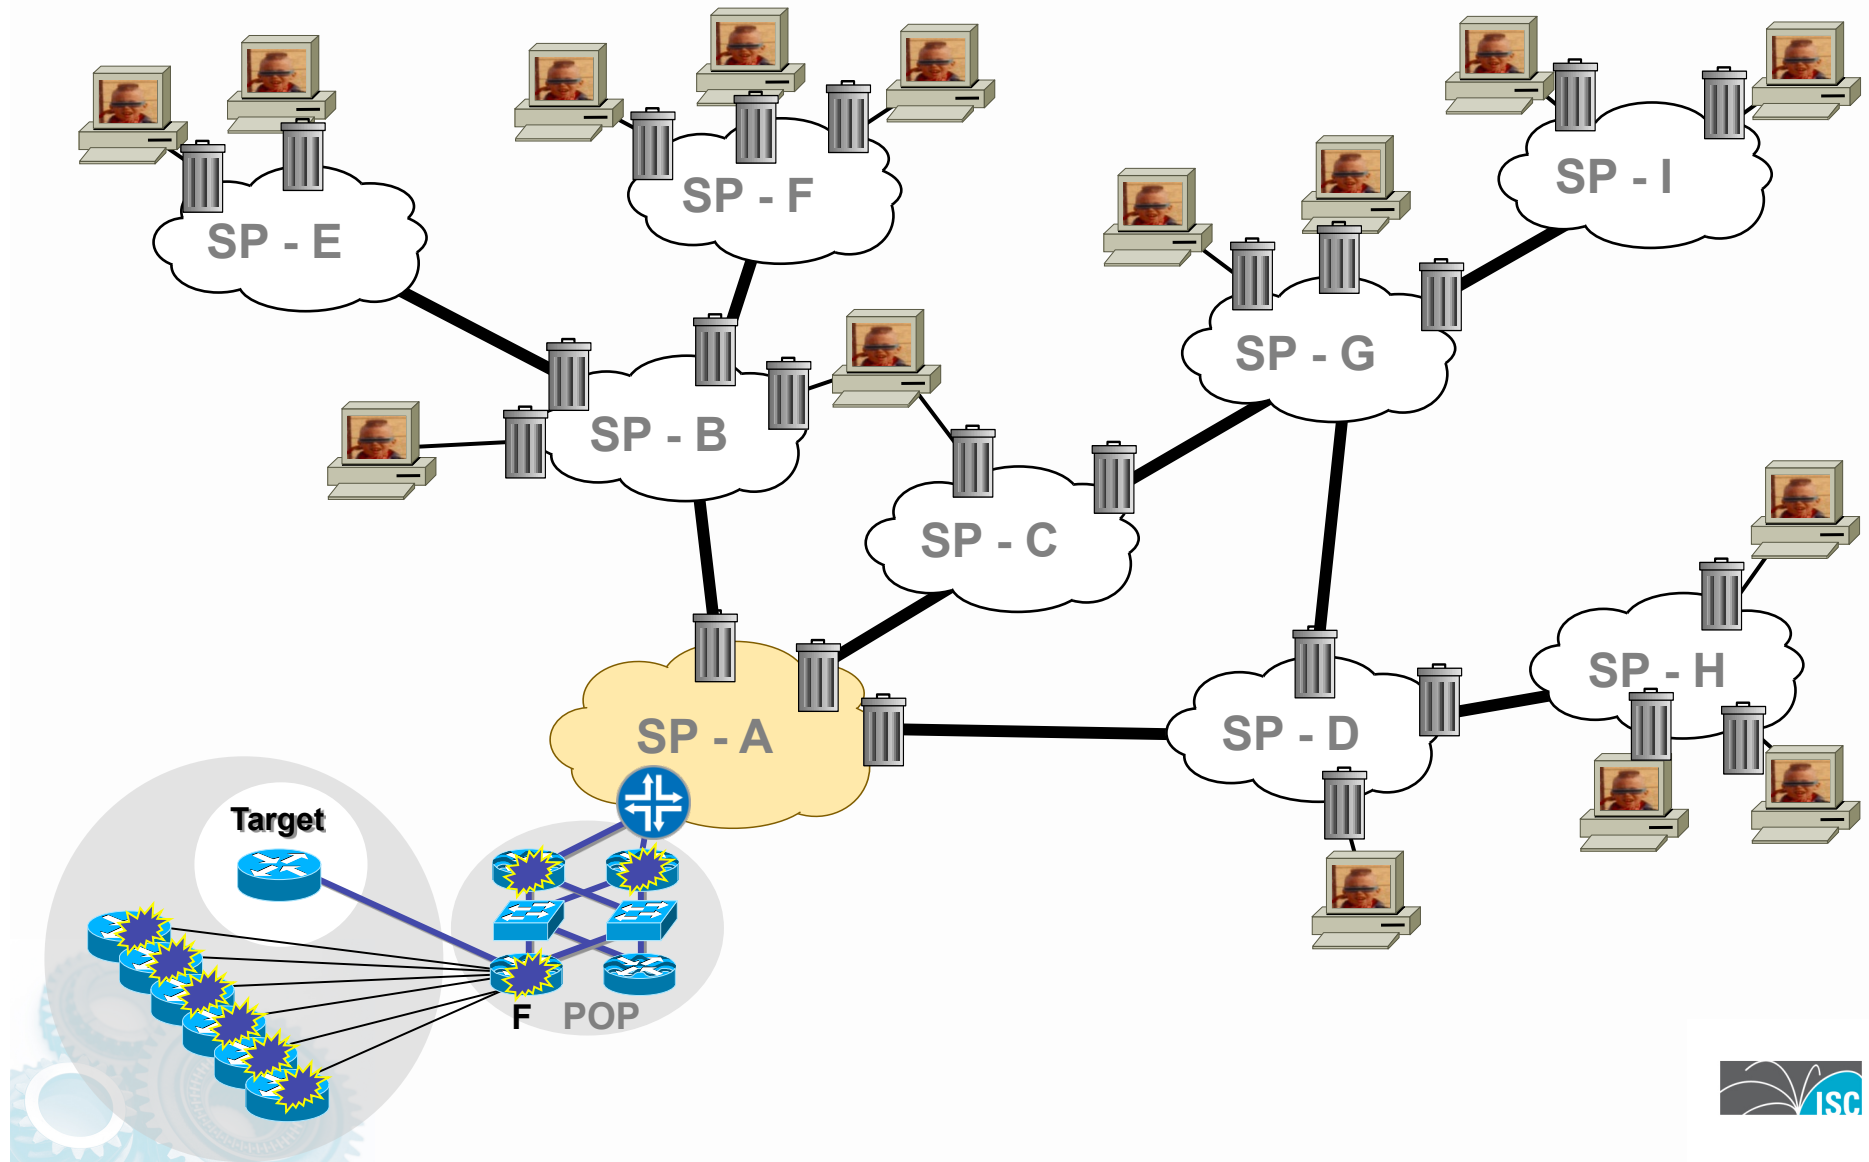 SP - E
SP - F
SP - I
SP - G
SP - B
SP - C
SP - H
SP - A
SP - D
Target
F
POP
ISC